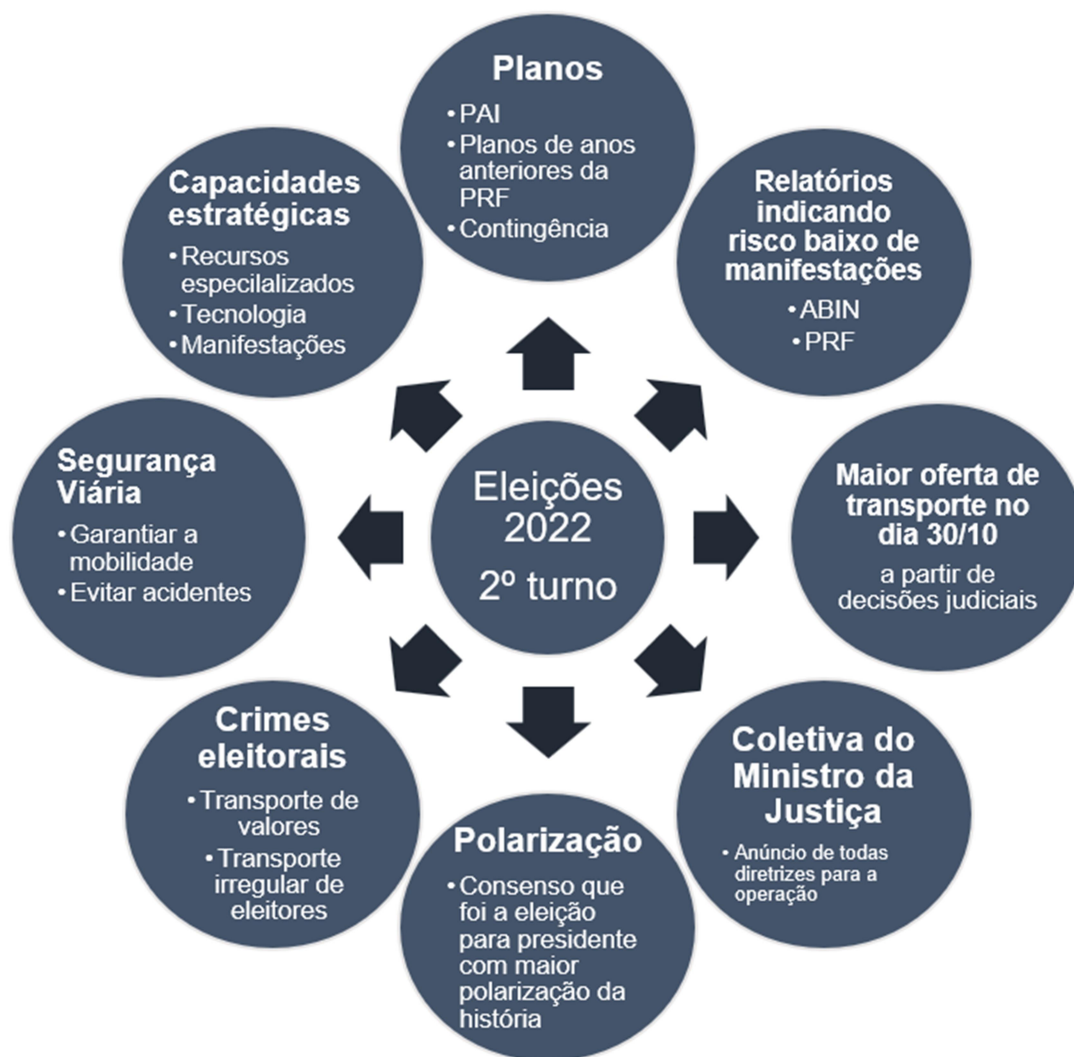 Planos
• PAI
• Planos de anos
anteriores da
PRF
• Contingência
Relatórios
indicando
risco baixo de
manifestações
• ABIN
• PRF
Maior oferta de
transporte no
dia 30/10
a partir de
decisões judiciais
Coletiva do
Ministro da
Justiça
• Anúncio de todas
diretrizes para a
operação
Polarização
• Consenso que
foi a eleição
para presidente
com maior
polarização da
história
Crimes
eleitorais
• Transporte de
valores
• Transporte
irregular de
eleitores
Segurança
Viária
• Garantiar a
mobilidade
• Evitar acidentes
Capacidades
estratégicas
• Recursos
especilalizados
• Tecnologia
• Manifestações
Eleições
2022
2º turno